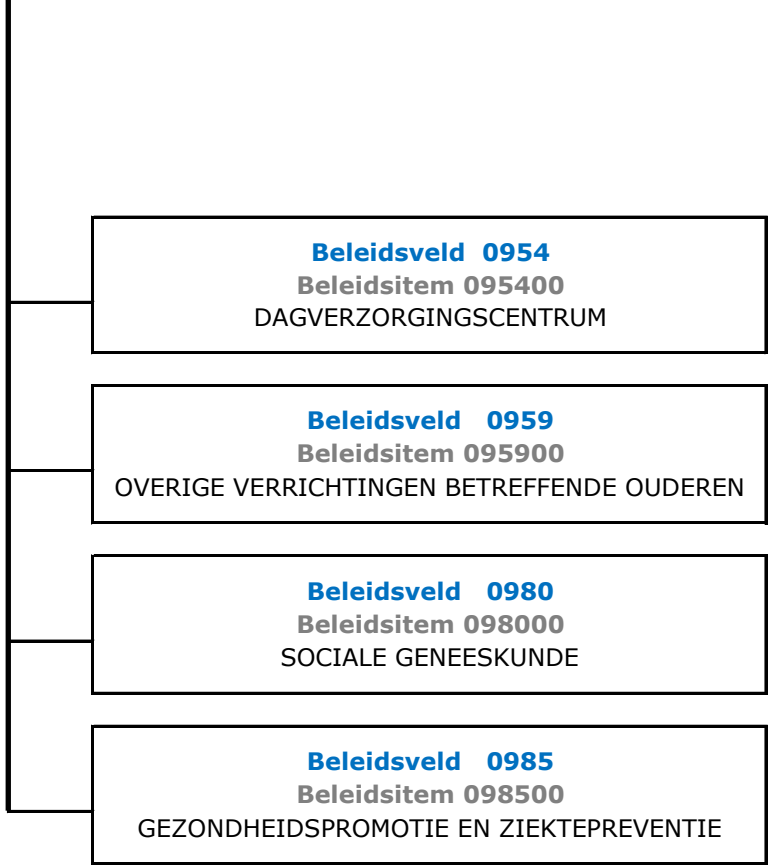 Beleidsveld 0954
Beleidsitem 095400
DAGVERZORGINGSCENTRUM
Beleidsveld 0959
Beleidsitem 095900
OVERIGE VERRICHTINGEN BETREFFENDE OUDEREN
Beleidsveld 0980
Beleidsitem 098000
SOCIALE GENEESKUNDE
Beleidsveld 0985
Beleidsitem 098500
GEZONDHEIDSPROMOTIE EN ZIEKTEPREVENTIE